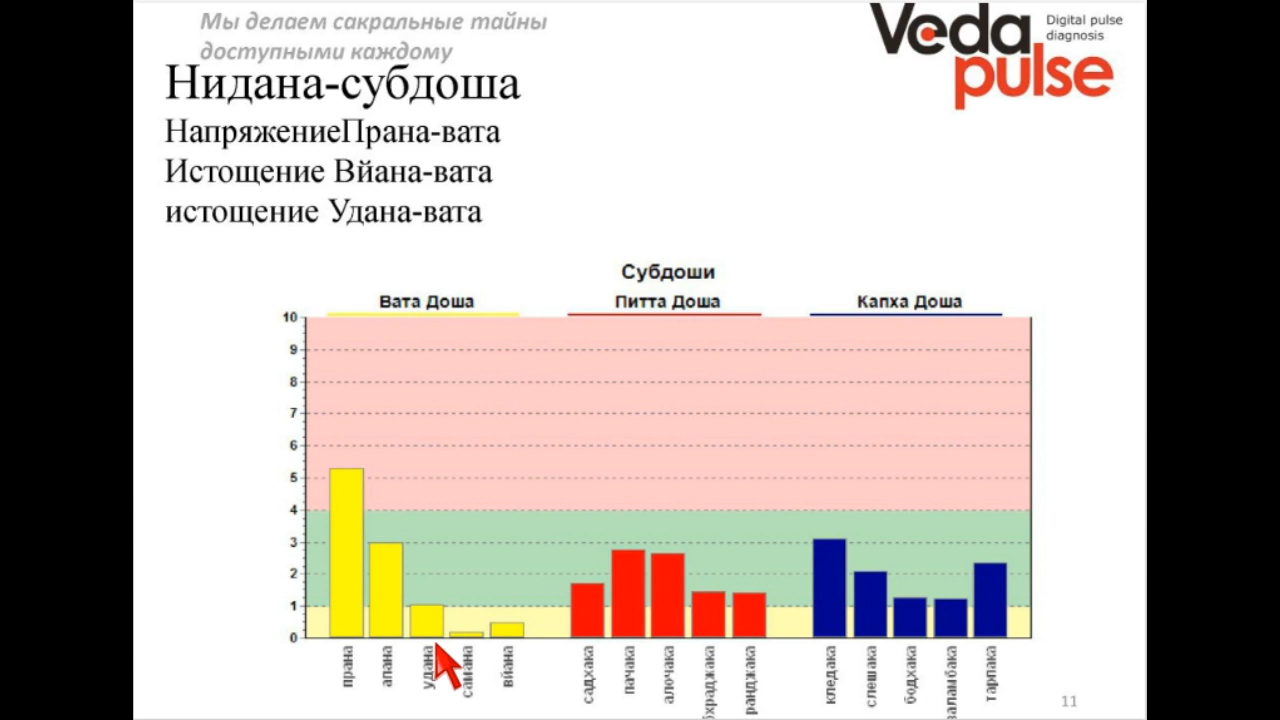 Мы делаем сакральные тайны
доступными каждому
Veda
pulse
Digital pulse
diagnosis
Нидана-субдоша
НапряжениеПрана-вата
Истощение Вйана-вата
истощение Удана-вата
Субдоши
Вата Доша
Питта Доша
Капха Доша
10
9
8
7
6
5
4
3
2
1
0
прана
апана
удана
самана
вйана
садхака
пачака
алочака
ранджака
кледака
слешака
бодхака
тарпака
11